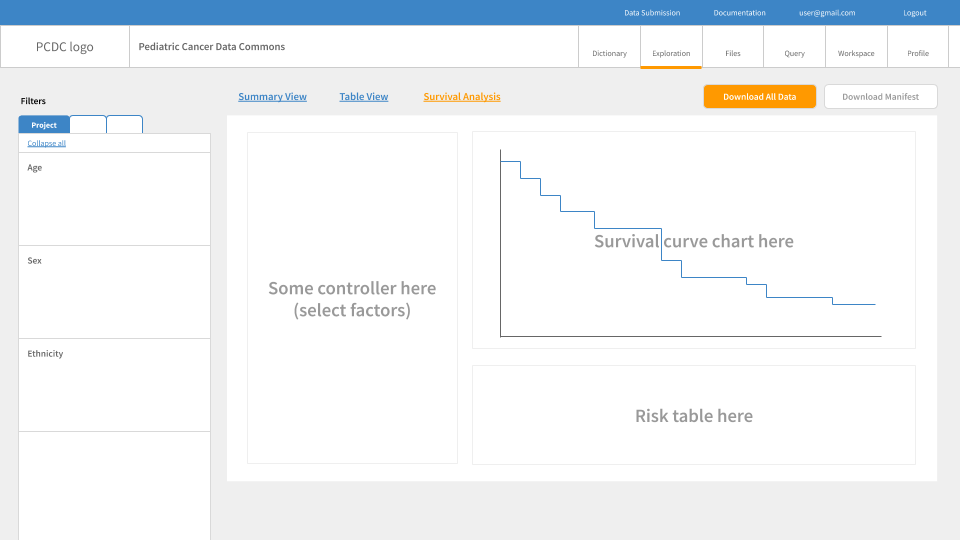 Data Submission
Documentation
user@gmail.com
Logout
PCDC logo
Pediatric Cancer Data Commons
Dictionary
Exploration
Files
Query
Workspace
Profile
Filters
Summary View
Table View
Survival Analysis
Download All Data
Download Manifest
Project
Collapse all
Age
Sex
Ethnicity
Some controller here
(select factors)
Survival curve chart here
Risk table here